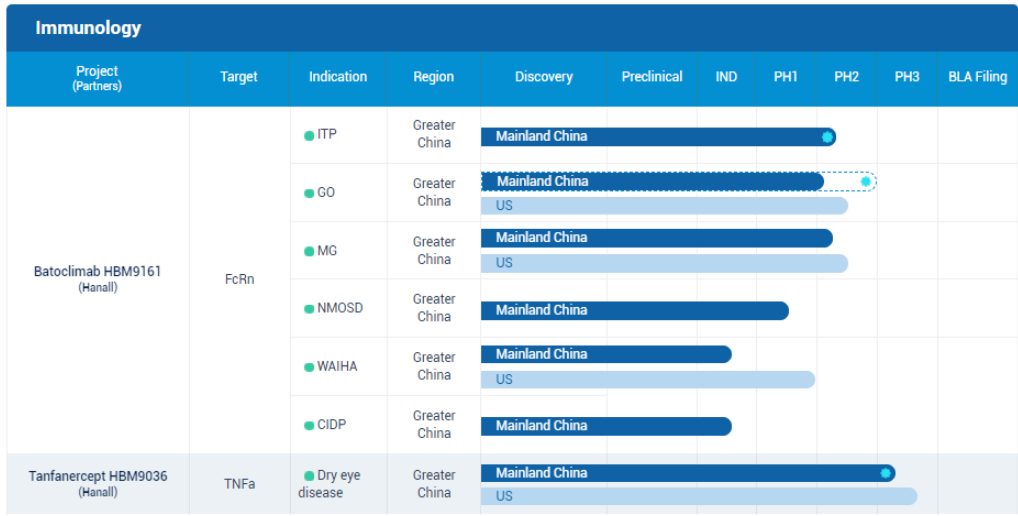 Immunology
Project
(Partners)
Target
Indication
Region
Discovery
Preclinical
IND
PH1
PH2
PH3
BLA Filing
Batoclimab HBM9161
(Hanall)
FcRn
ITP
Greater
China
Mainland China
GO
Greater
China
Mainland China
US
MG
Greater
China
Mainland China
US
NMOSD
Greater
China
Mainland China
WAIHA
Greater
China
Mainland China
US
CIDP
Greater
China
Mainland China
Tanfanercept HBM9036
(Hanall)
TNFa
Dry eye
disease
Greater
China
Mainland China
US